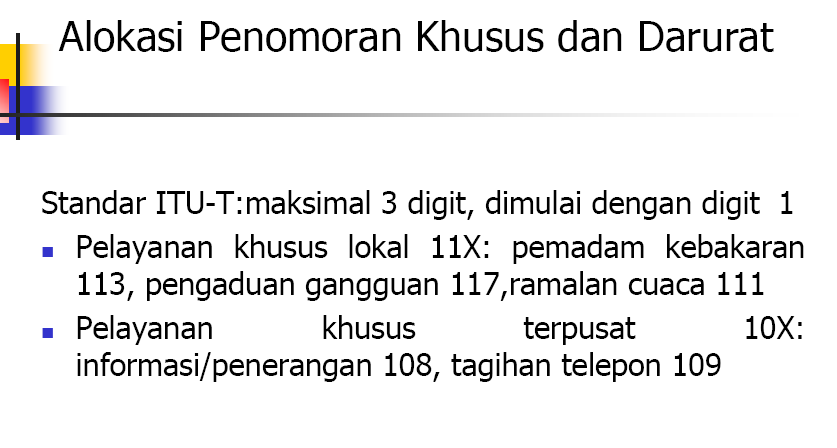 Alokasi Penomoran Khusus dan Darurat
Standar ITU-T:maksimal 3 digit, dimulai dengan digit 1
Pelayanan khusus lokal 11X: pemadam kebakaran
113, pengaduan gangguan 117,ramalan cuaca 111
Pelayanan khusus terpusat 10X:
informasi/penerangan 108, tagihan telepon 109